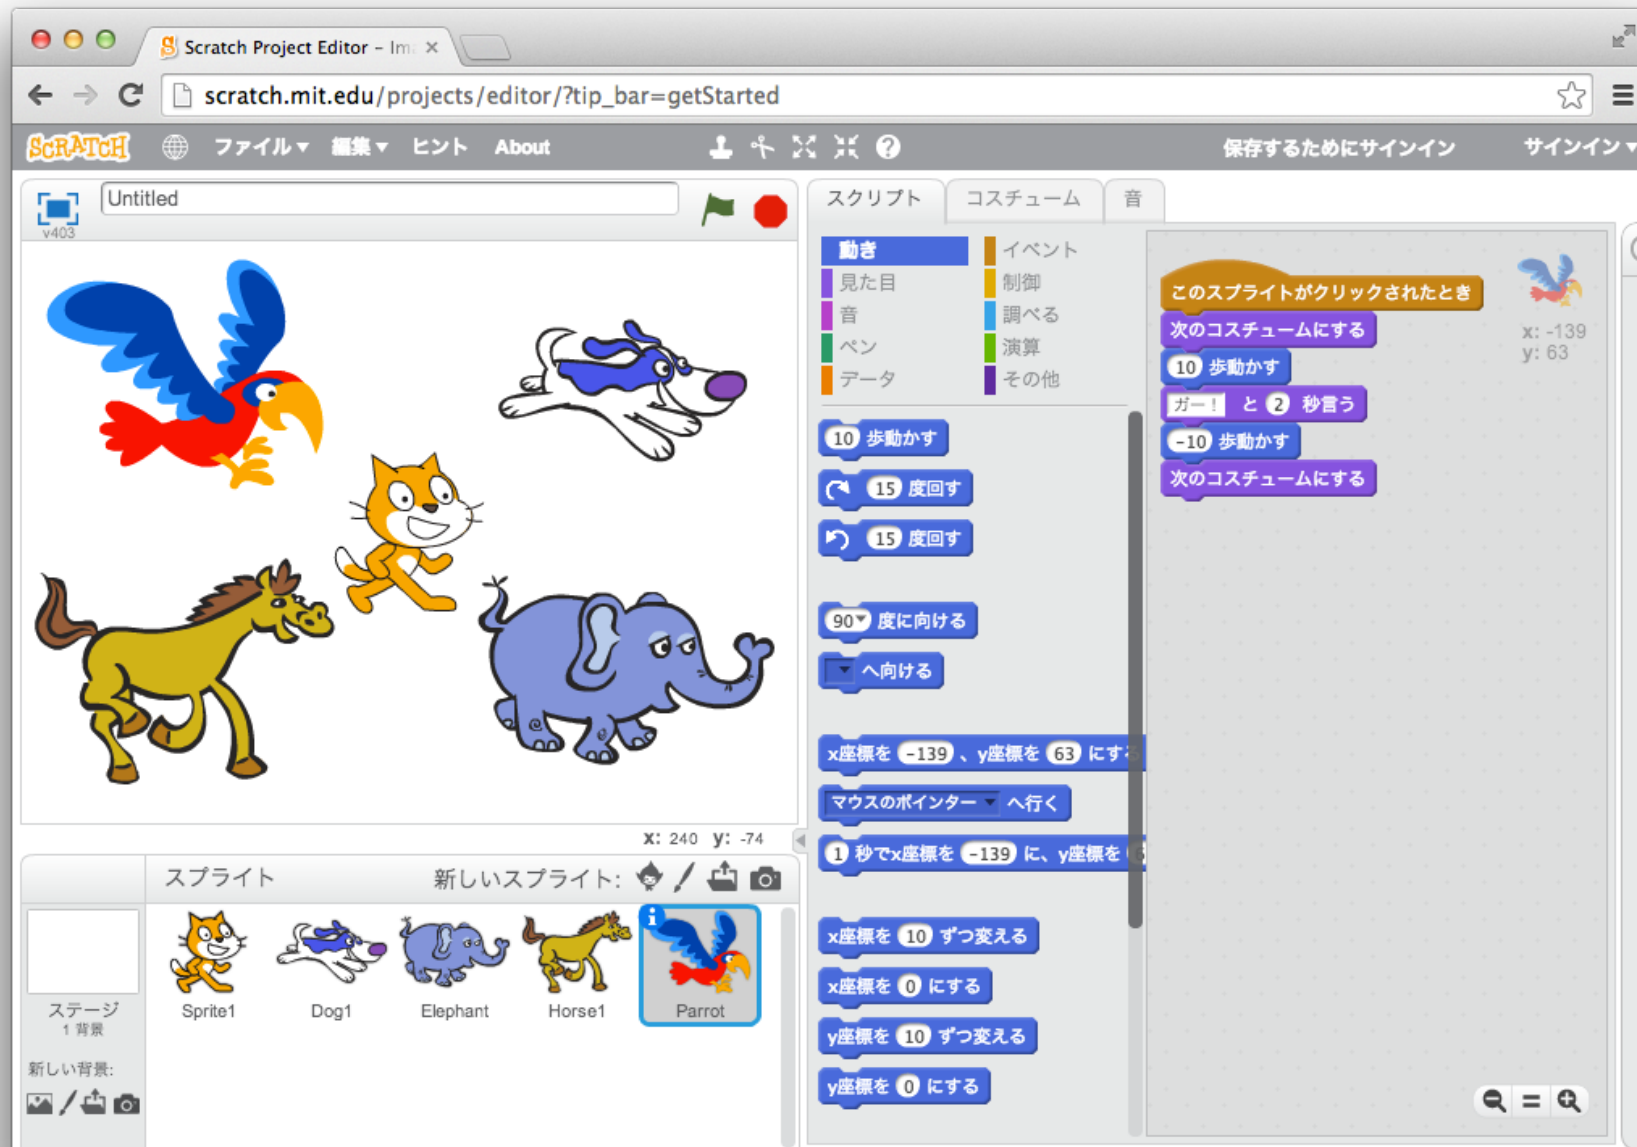 Scratch Project Editor – Im
scratch.mit.edu/projects/editor/?tip_bar=getStarted
SCRATCH ファイル▼ 編集▼ ヒント About 保存するためにサインイン サインイン▼
Untitled
v403
スクリプト コスチューム 音
動き イベント
見た目 制御
音 調べる
ペン 演算
データ その他
10 歩動かす
15 度回す
15 度回す
90▼ 度に向ける
へ向ける
x座標を -139 、y座標を 63 にする
マウスのポインター へ行く
1 秒でx座標を -139 に、y座標を 6
x座標を 10 ずつ変える
x座標を 0 にする
y座標を 10 ずつ変える
y座標を 0 にする
このスプライトがクリックされたとき
次のコスチュームにする
10 歩動かす
ガー! と 2 秒言う
-10 歩動かす
次のコスチュームにする
x: -139
y: 63
x: 240 y: -74
スプライト 新しいスプライト:
Sprite1 Dog1 Elephant Horse1 Parrot
ステージ
1 背景
新しい背景: